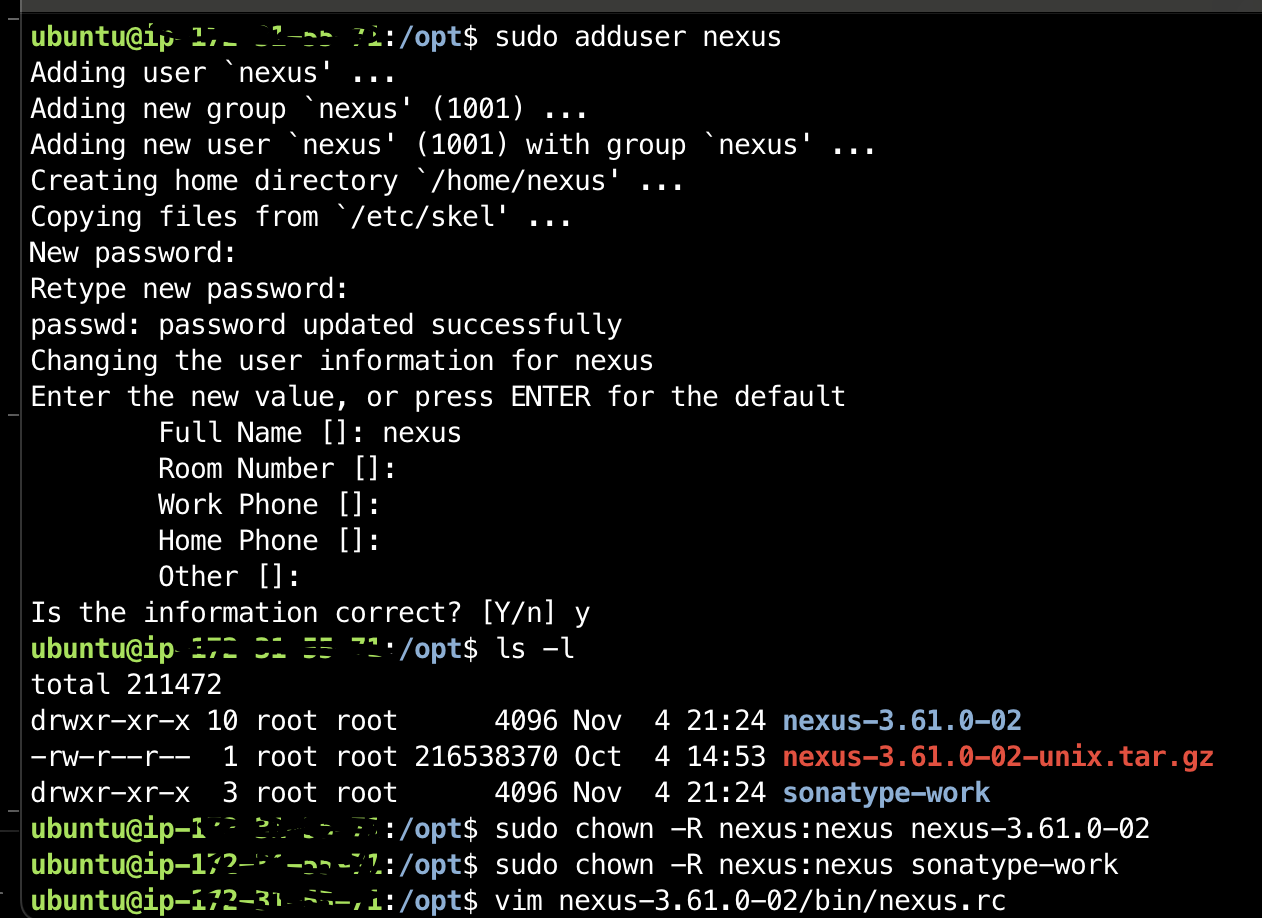 ubuntu@ip :/opt$ sudo adduser nexus
Adding user `nexus' ...
Adding new group `nexus' (1001) ...
Adding new user `nexus' (1001) with group `nexus' ...
Creating home directory `/home/nexus' ...
Copying files from `/etc/skel' ...
New password:
Retype new password:
passwd: password updated successfully
Changing the user information for nexus
Enter the new value, or press ENTER for the default
Full Name []: nexus
Room Number []:
Work Phone []:
Home Phone []:
Other []:
Is the information correct? [Y/n] y
ubuntu@ip :/opt$ ls -l
total 211472
drwxr-xr-x 10 root root 4096 Nov 4 21:24 nexus-3.61.0-02
-rw-r--r-- 1 root root 216538370 Oct 4 14:53 nexus-3.61.0-02-unix.tar.gz
drwxr-xr-x 3 root root 4096 Nov 4 21:24 sonatype-work
ubuntu@ip :/opt$ sudo chown -R nexus:nexus nexus-3.61.0-02
ubuntu@ip :/opt$ sudo chown -R nexus:nexus sonatype-work
ubuntu@ip :/opt$ vim nexus-3.61.0-02/bin/nexus.rc